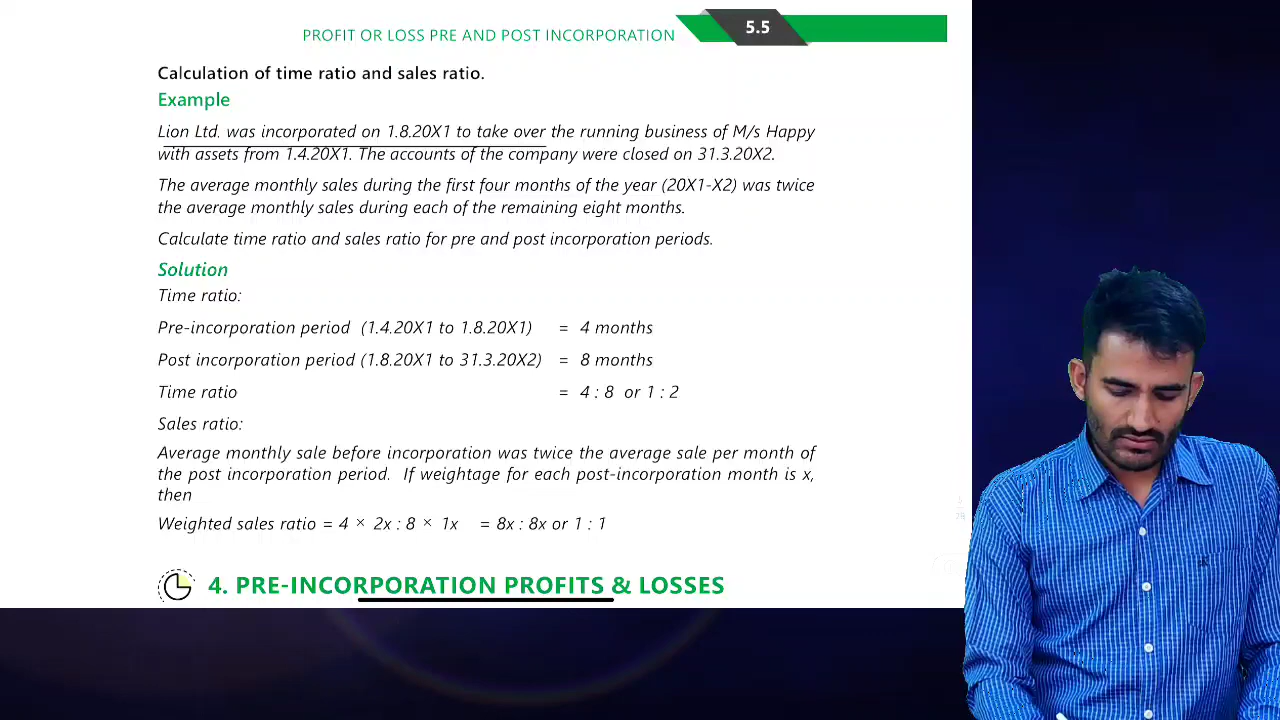 PROFIT OR LOSS PRE AND POST INCORPORATION 5.5
Calculation of time ratio and sales ratio.
Example
Lion Ltd. was incorporated on 1.8.20X1 to take over the running business of M/s Happy
with assets from 1.4.20X1. The accounts of the company were closed on 31.3.20X2.
The average monthly sales during the first four months of the year (20X1-X2) was twice
the average monthly sales during each of the remaining eight months.
Calculate time ratio and sales ratio for pre and post incorporation periods.
Solution
Time ratio:
Pre-incorporation period (1.4.20X1 to 1.8.20X1) = 4 months
Post incorporation period (1.8.20X1 to 31.3.20X2) = 8 months
Time ratio = 4 : 8 or 1 : 2
Sales ratio:
Average monthly sale before incorporation was twice the average sale per month of
the post incorporation period. If weightage for each post-incorporation month is x,
then
Weighted sales ratio = 4 × 2x : 8 × 1x = 8x : 8x or 1 : 1
4. PRE-INCORPORATION PROFITS & LOSSES